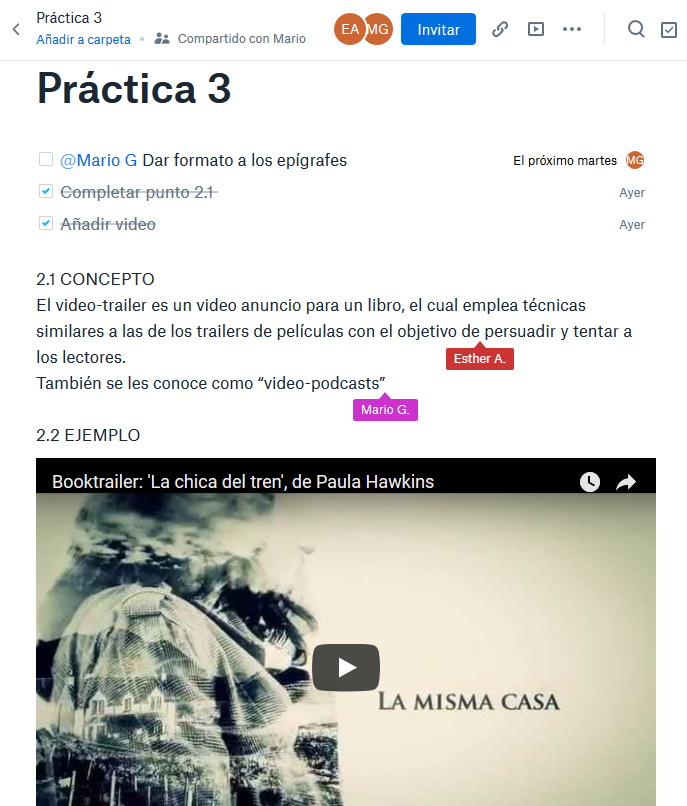 Práctica 3
Añadir a carpeta • Compartido con Mario
EA MG Invitar
Práctica 3
@Mario G Dar formato a los epígrafes El próximo martes MG
Completar punto 2.1 Ayer
Añadir video Ayer
2.1 CONCEPTO
El video-trailer es un video anuncio para un libro, el cual emplea técnicas
similares a las de los trailers de películas con el objetivo de persuadir y tentar a
los lectores.
Esther A.
También se les conoce como “video-podcasts”
Mario G.
2.2 EJEMPLO
Booktrailer: 'La chica del tren', de Paula Hawkins
LA MISMA CASA